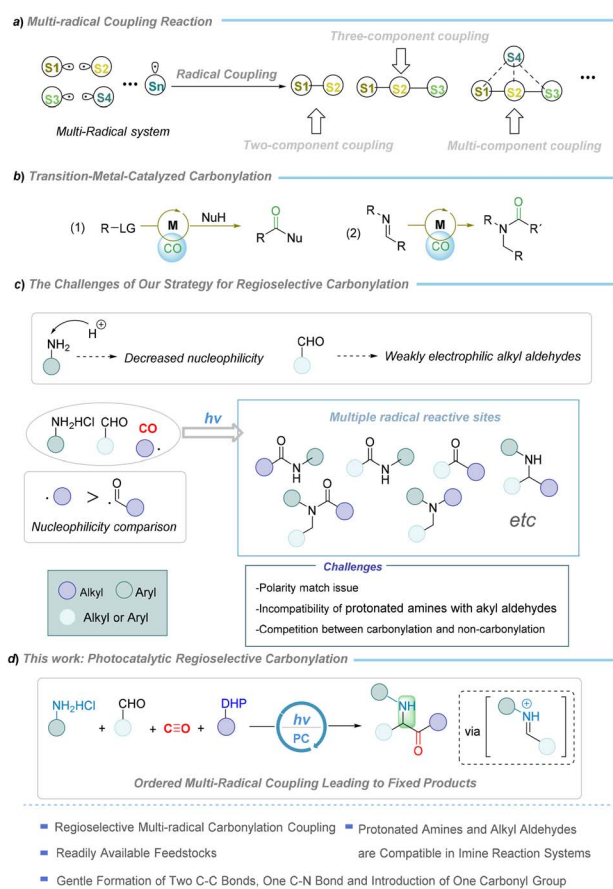 a) Multi-radical Coupling Reaction
Three-component coupling
S1 S2 ... Sn
S3 S4
Radical Coupling
S1 S2
S1 S2 S3
S4
S1 S2 S3
...
Multi-Radical system
Two-component coupling
Multi-component coupling
b) Transition-Metal-Catalyzed Carbonylation
(1) R-LG M CO NuH R O Nu
(2) R N R M CO R N O R' R
c) The Challenges of Our Strategy for Regioselective Carbonylation
H⊕
NH2
Decreased nucleophilicity
CHO
Weakly electrophilic alkyl aldehydes
NH2HCl CHO CO
hv
Multiple radical reactive sites
O N H
O N H
O
NH
O N
N
etc
· > · O
Nucleophilicity comparison
Alkyl Aryl
Alkyl or Aryl
Challenges
-Polarity match issue
-Incompatibility of protonated amines with akyl aldehydes
-Competition between carbonylation and non-carbonylation
d) This work: Photocatalytic Regioselective Carbonylation
NH2HCl + CHO + C≡O + DHP
hv
PC
NH
O
via
⊕
NH
Ordered Multi-Radical Coupling Leading to Fixed Products
Regioselective Multi-radical Carbonylation Coupling
Readily Available Feedstocks
Protonated Amines and Alkyl Aldehydes
are Compatible in Imine Reaction Systems
Gentle Formation of Two C-C Bonds, One C-N Bond and Introduction of One Carbonyl Group